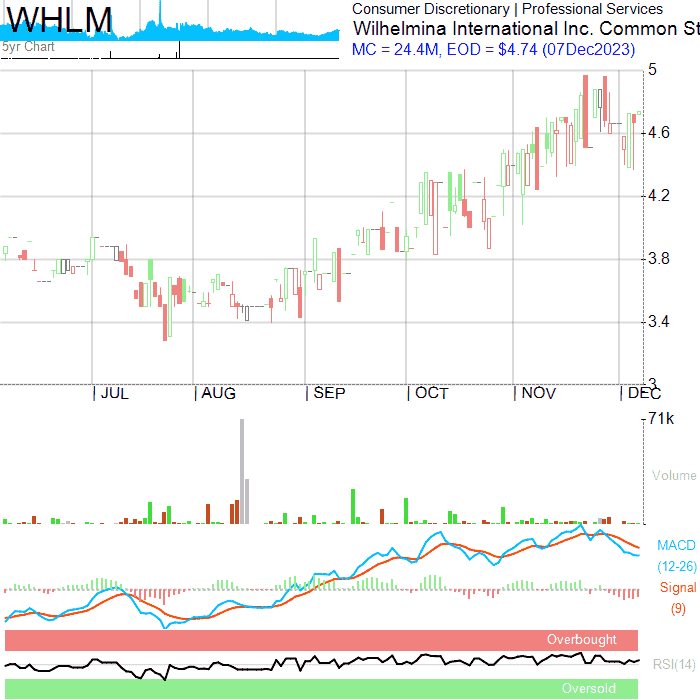 WHLM
5yr Chart
Consumer Discretionary | Professional Services
Wilhelmina International Inc. Common St
MC = 24.4M, EOD = $4.74 (07Dec2023)
5
4.6
4.2
3.8
3.4
3
JUL
AUG
SEP
OCT
NOV
DEC
71k
Volume
MACD
(12-26)
Signal
(9)
Overbought
RSI(14)
Oversold